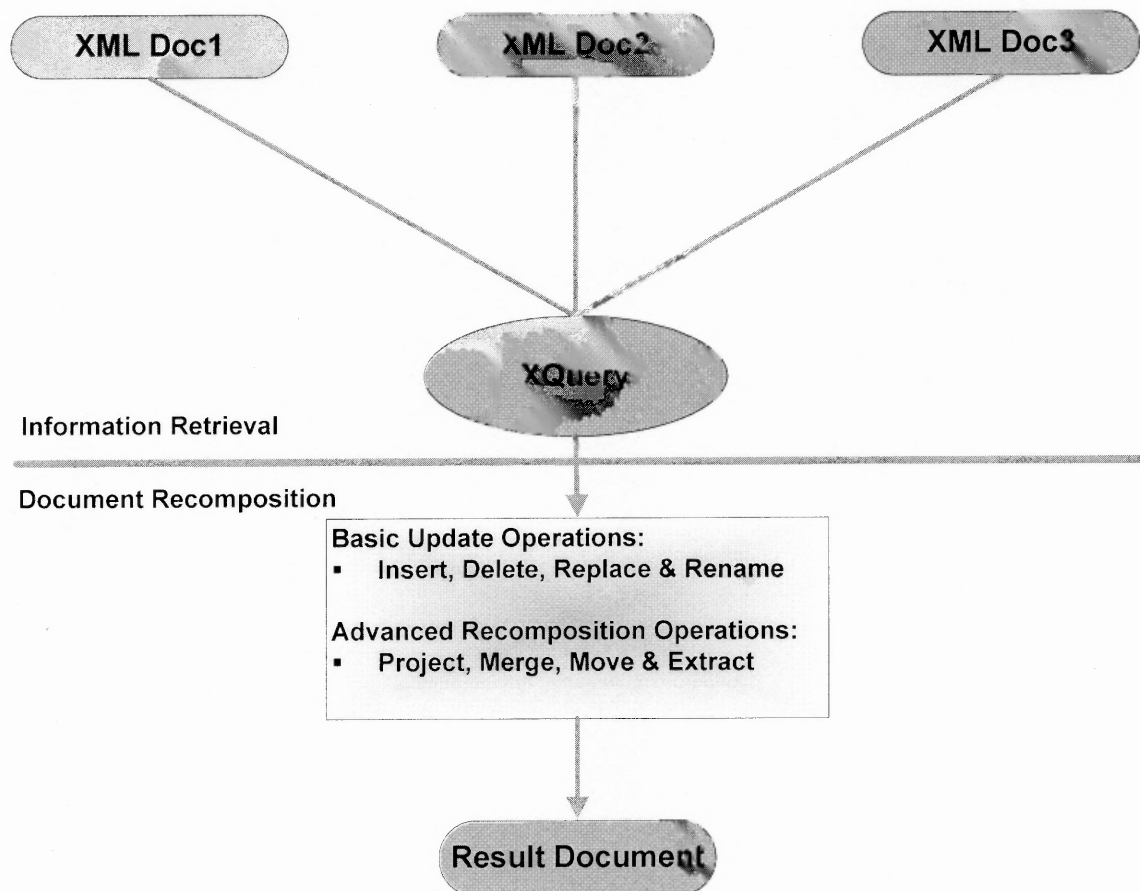 XML Doc1
XML Doc2
XML Doc3
XQuery
Information Retrieval
Document Recomposition
Basic Update Operations:
▪ Insert, Delete, Replace & Rename
Advanced Recomposition Operations:
▪ Project, Merge, Move & Extract
Result Document